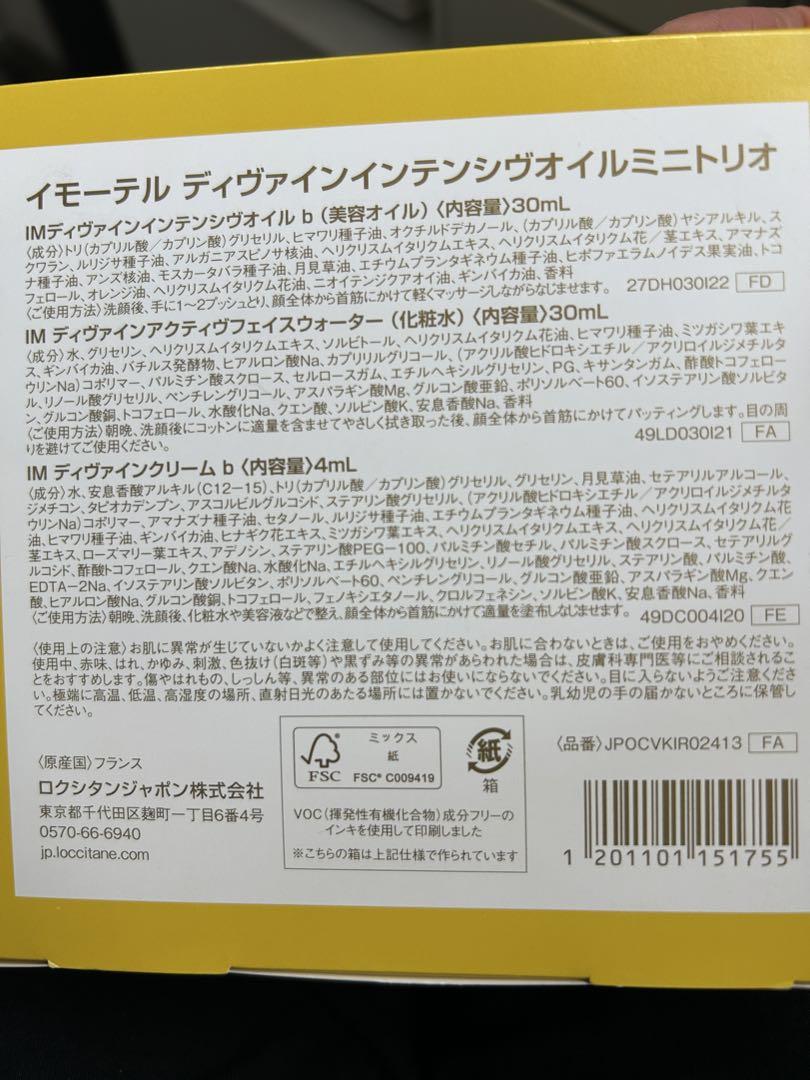 イモーテル ディヴァインインテンシヴオイルミニトリオ
IMディヴァインインテンシヴオイル b (美容オイル)〈内容量〉30mL
〈成分〉トリ(カプリル酸/カプリン酸)グリセリル、ヒマワリ種子油、オクチルドデカノール、(カプリル酸/カプリン酸)ヤシアルキル、ス
クワラン、ルリジサ種子油、アルガニアスピノサ核油、ヘリクリスムイタリクムエキス、ヘリクリスムイタリクム花/茎エキス、アマナズ
ナ種子油、アンズ核油、モスカータバラ種子油、月見草油、エチウムプランタギネウム種子油、ヒポファエラムノイデス果実油、トコ
フェロール、オレンジ油、ヘリクリスムイタリクム花油、ニオイテンジクアオイ油、ギンバイカ油、香料
〈ご使用方法〉洗顔後、手に1〜2プッシュとり、顔全体から首筋にかけて軽くマッサージしながらなじませます。 27DH030I22 FD
IM ディヴァインアクティヴフェイスウォーター(化粧水)〈内容量〉30mL
〈成分〉水、グリセリン、ヘリクリスムイタリクムエキス、ソルビトール、ヘリクリスムイタリクム花油、ヒマワリ種子油、ミツガシワ葉エキ
ス、ギンバイカ油、バチルス発酵物、ヒアルロン酸Na、カプリリルグリコール、(アクリル酸ヒドロキシエチル/アクリロイルジメチルタ
ウリンNa)コポリマー、パルミチン酸スクロース、セルロースガム、エチルヘキシルグリセリン、PG、キサンタンガム、酢酸トコフェロー
ル、リノール酸グリセリル、ペンチレングリコール、アスパラギン酸Mg、グルコン酸亜鉛、ポリソルベート60、イソステアリン酸ソルビタ
ン、グルコン酸銅、トコフェロール、水酸化Na、クエン酸、ソルビン酸K、安息香酸Na、香料
〈ご使用方法〉朝晩、洗顔後にコットンに適量を含ませてやさしく拭き取った後、顔全体から首筋にかけてパッティングします。目の周
りを避けてご使用ください。 49LD030I21 FA
IM ディヴァインクリーム b〈内容量〉4mL
〈成分〉水、安息香酸アルキル(C12-15)、トリ(カプリル酸/カプリン酸)グリセリル、グリセリン、月見草油、セテアリルアルコール、
ジメチコン、タピオカデンプン、アスコルビルグルコシド、ステアリン酸グリセリル、(アクリル酸ヒドロキシエチル/アクリロイルジメチルタ
ウリンNa)コポリマー、アマナズナ種子油、セタノール、ルリジサ種子油、エチウムプランタギネウム種子油、ヘリクリスムイタリクム花
油、ヒマワリ種子油、ギンバイカ油、ヒナギク花エキス、ミツガシワ葉エキス、ヘリクリスムイタリクムエキス、ヘリクリスムイタリクム花/
茎エキス、ローズマリー葉エキス、アデノシン、ステアリン酸PEG-100、パルミチン酸セチル、パルミチン酸スクロース、セテアリルグ
ルコシド、酢酸トコフェロール、クエン酸Na、水酸化Na、エチルヘキシルグリセリン、リノール酸グリセリル、ステアリン酸、パルミチン酸、
EDTA-2Na、イソステアリン酸ソルビタン、ポリソルベート60、ペンチレングリコール、グルコン酸亜鉛、アスパラギン酸Mg、クエン
酸、ヒアルロン酸Na、グルコン酸銅、トコフェロール、フェノキシエタノール、クロルフェネシン、ソルビン酸K、安息香酸Na、香料
〈ご使用方法〉朝晩、洗顔後、化粧水や美容液などで整え、顔全体から首筋にかけて適量を塗布しなじませます。 49DC004I20 FE
〈使用上の注意〉お肌に異常が生じていないかよく注意して使用してください。お肌に合わないときは、ご使用をおやめください。
使用中、赤味、はれ、かゆみ、刺激、色抜け(白斑等)や黒ずみ等の異常があらわれた場合は、皮膚科専門医等にご相談されるこ
とをおすすめします。傷やはれもの、しっしん等、異常のある部位にはお使いにならないでください。目に入らないようご注意くださ
い。極端に高温、低温、高湿度の場所、直射日光のあたる場所には置かないでください。乳幼児の手の届かないところに保管し
てください。
〈原産国〉フランス
ロクシタンジャポン株式会社
東京都千代田区麹町一丁目6番4号
0570-66-6940
jp.loccitane.com
FSC
ミックス
紙
FSC® C009419
紙
箱
VOC(揮発性有機化合物)成分フリーの
インキを使用して印刷しました
※こちらの箱は上記仕様で作られています
〈品番〉JPOCVKIR02413 FA
1 201101 151755